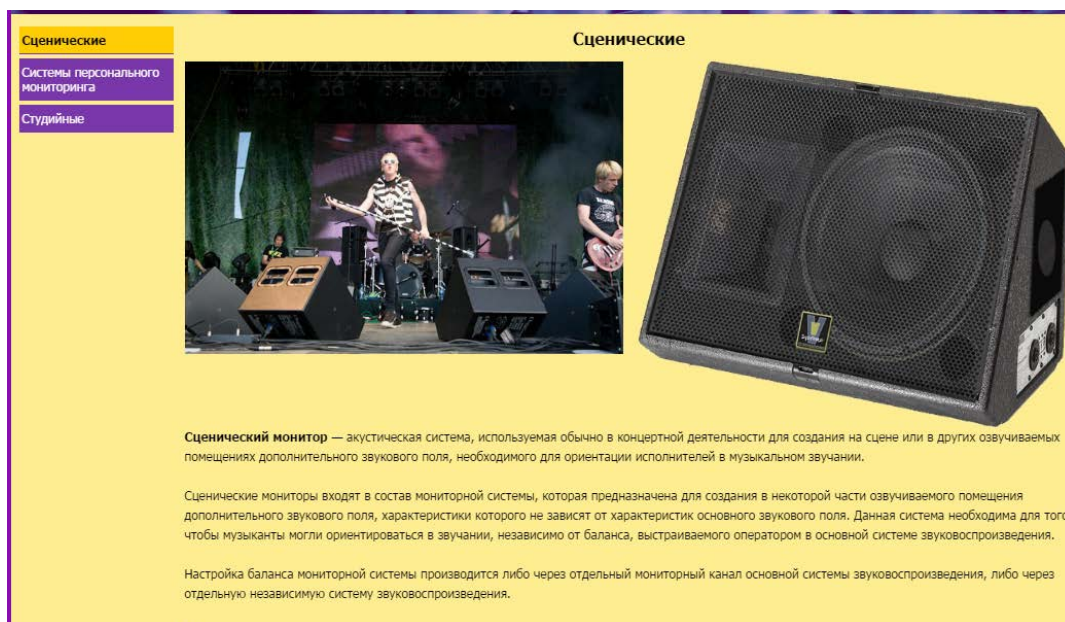 Сценические
Системы персонального
мониторинга
Студийные
Сценические
Сценический монитор — акустическая система, используемая обычно в концертной деятельности для создания на сцене или в других озвучиваемых
помещениях дополнительного звукового поля, необходимого для ориентации исполнителей в музыкальном звучании.
Сценические мониторы входят в состав мониторной системы, которая предназначена для создания в некоторой части озвучиваемого помещения
дополнительного звукового поля, характеристики которого не зависят от характеристик основного звукового поля. Данная система необходима для того
чтобы музыканты могли ориентироваться в звучании, независимо от баланса, выстраиваемого оператором в основной системе звуковоспроизведения.
Настройка баланса мониторной системы производится либо через отдельный мониторный канал основной системы звуковоспроизведения, либо через
отдельную независимую систему звуковоспроизведения.